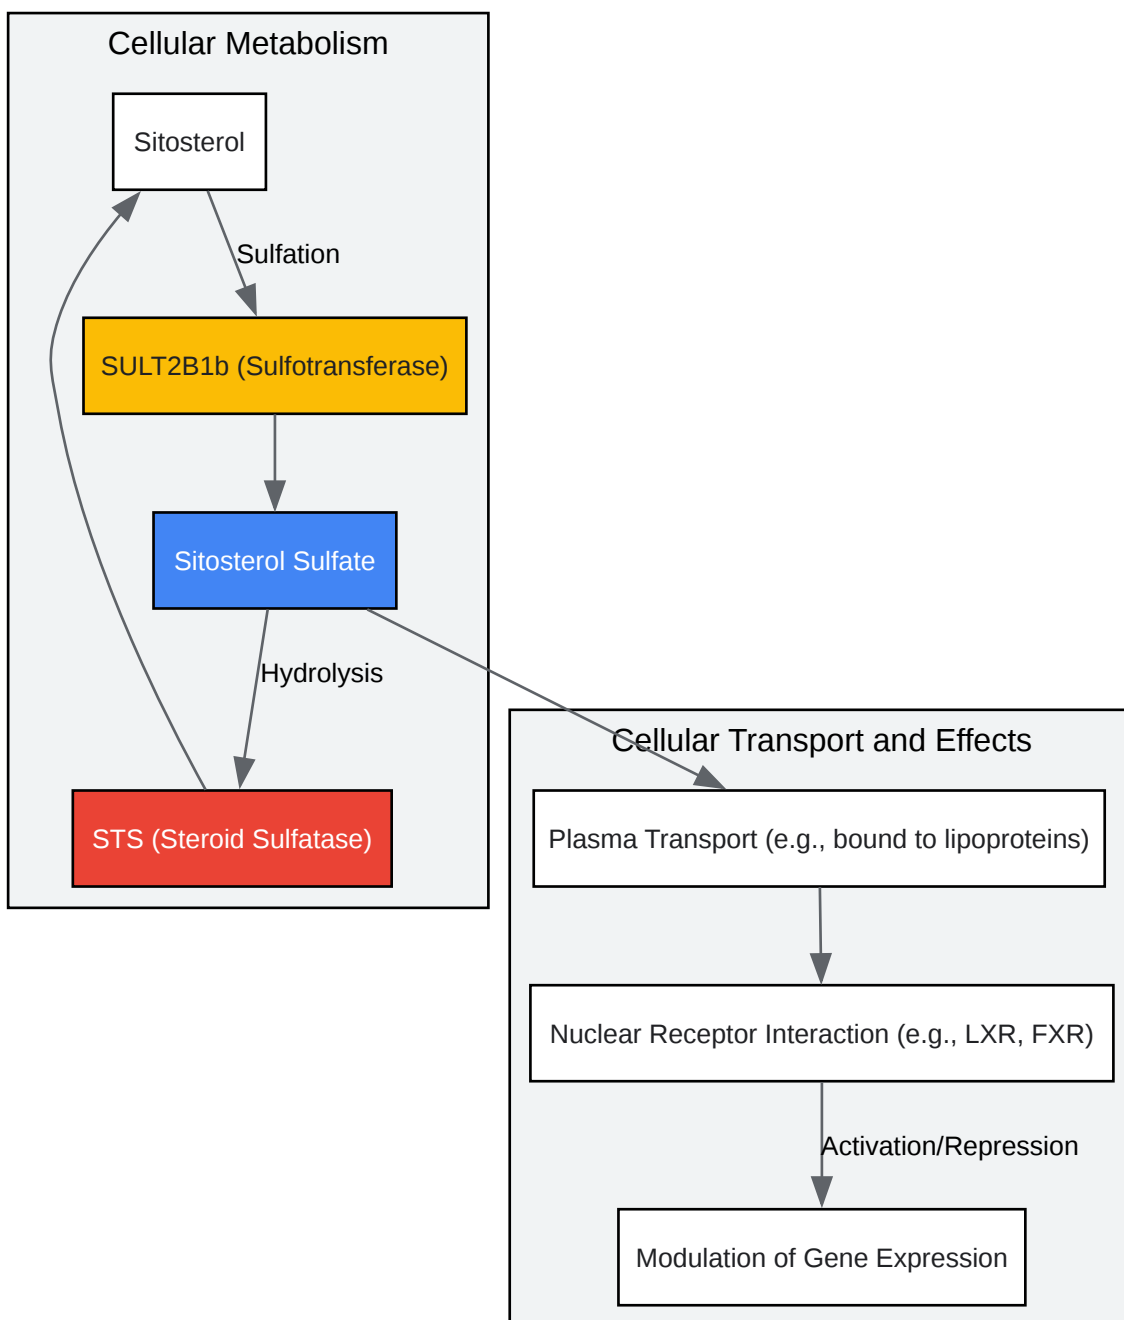 Cellular Metabolism
Sitosterol
Sulfation
SULT2B1b (Sulfotransferase)
Sitosterol Sulfate
Hydrolysis
STS (Steroid Sulfatase)
Cellular Transport and Effects
Plasma Transport (e.g., bound to lipoproteins)
Nuclear Receptor Interaction (e.g., LXR, FXR)
Activation/Repression
Modulation of Gene Expression